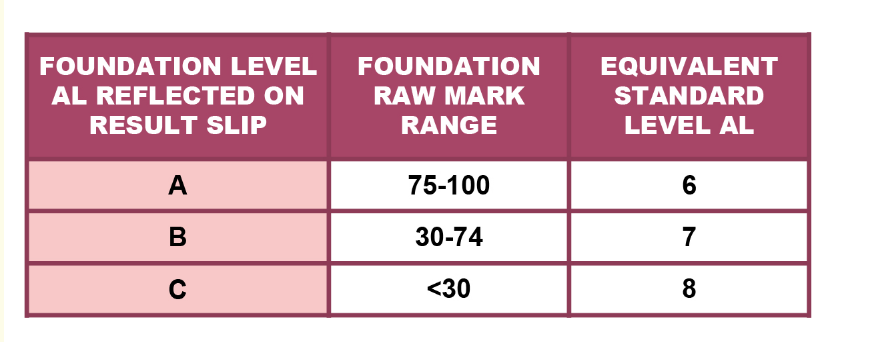 FOUNDATION LEVEL
AL REFLECTED ON
RESULT SLIP
FOUNDATION
RAW MARK
RANGE
EQUIVALENT
STANDARD
LEVEL AL
A 75-100 6
B 30-74 7
C <30 8